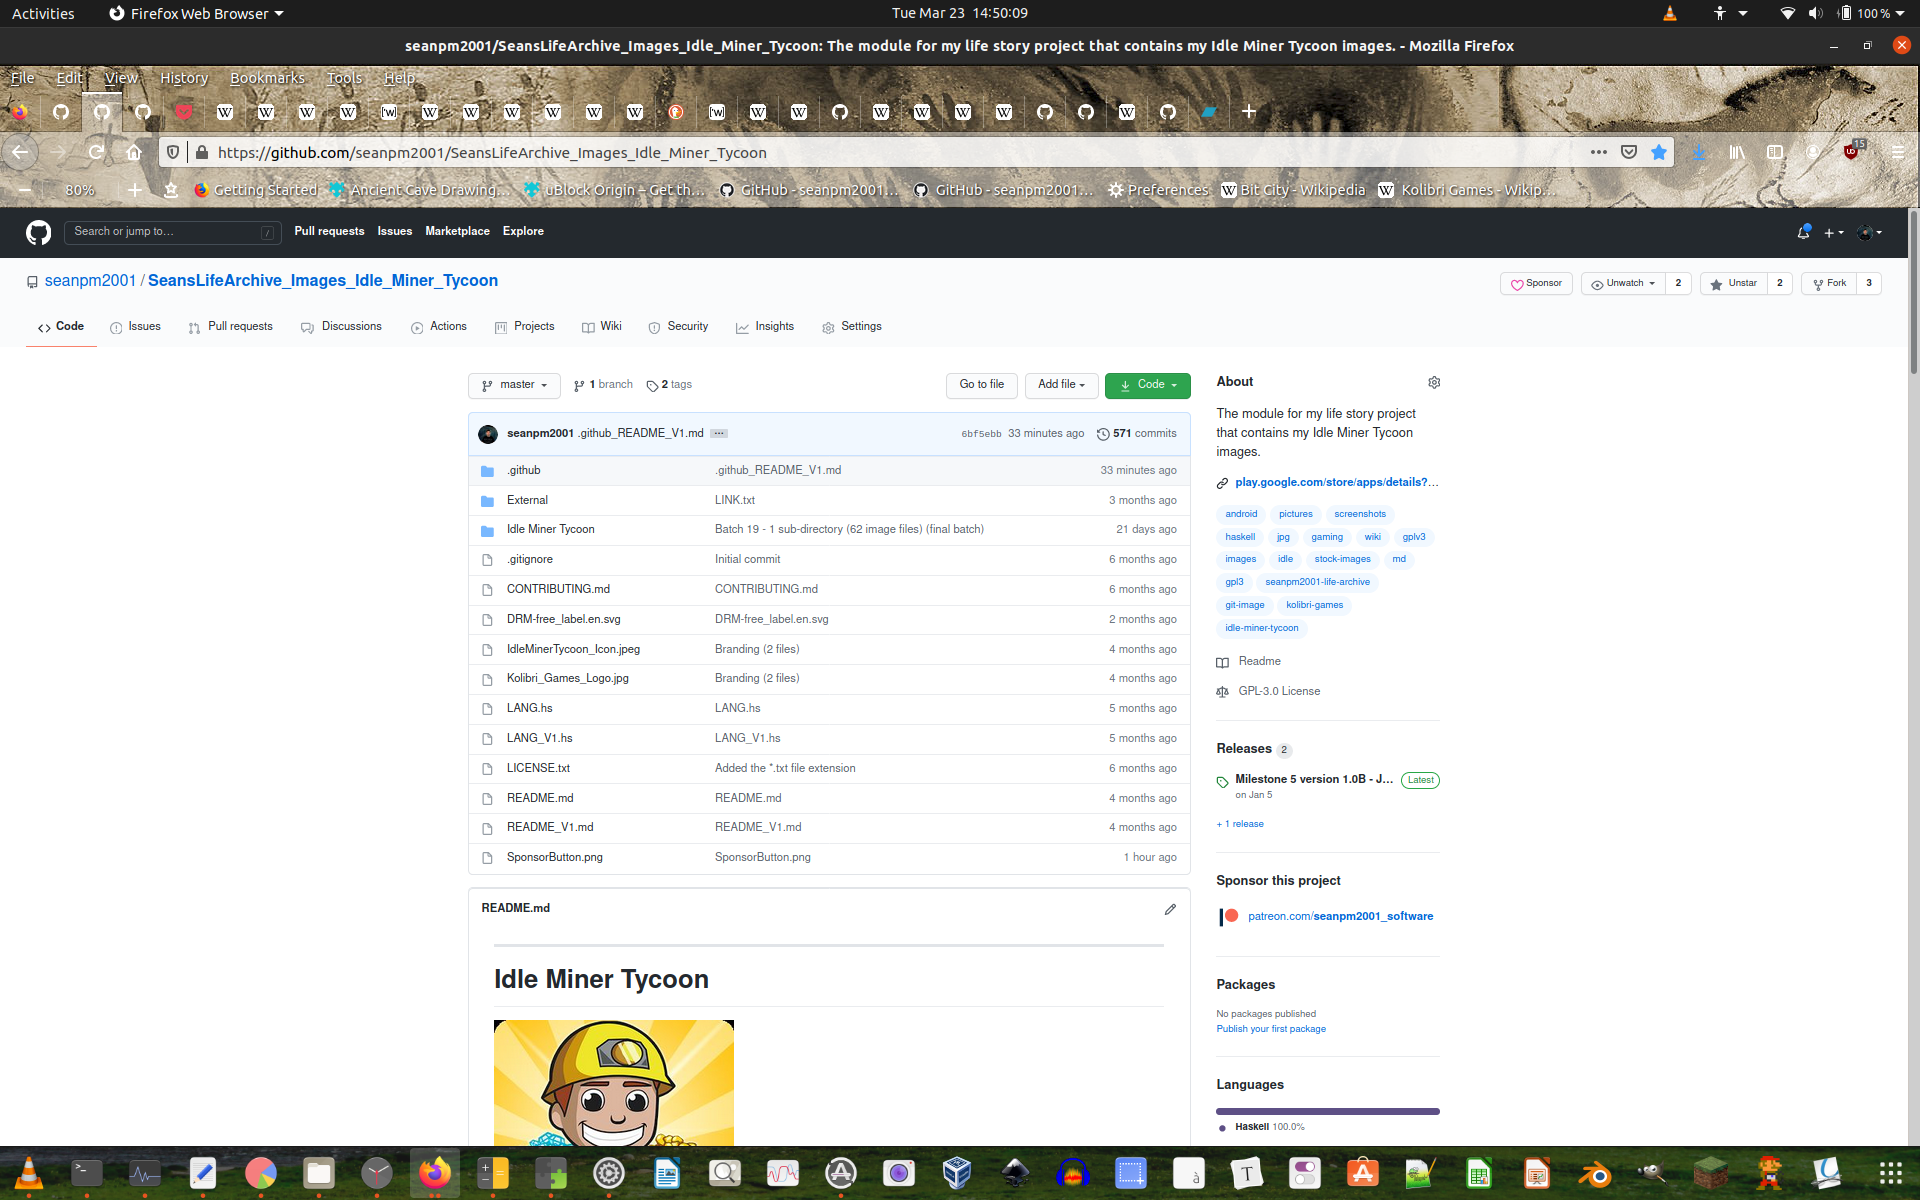 Activities Firefox Web Browser Tue Mar 23 14:50:09 100 %
seanpm2001/SeansLifeArchive_Images_Idle_Miner_Tycoon: The module for my life story project that contains my Idle Miner Tycoon images. - Mozilla Firefox
File Edit View History Bookmarks Tools Help
https://github.com/seanpm2001/SeansLifeArchive_Images_Idle_Miner_Tycoon 15
80% Getting Started Ancient Cave Drawing… uBlock Origin – Get th… GitHub - seanpm2001… GitHub - seanpm2001… Preferences Bit City - Wikipedia Kolibri Games - Wikip…
Search or jump to… / Pull requests Issues Marketplace Explore
seanpm2001 / SeansLifeArchive_Images_Idle_Miner_Tycoon Sponsor Unwatch 2 Unstar 2 Fork 3
Code Issues Pull requests Discussions Actions Projects Wiki Security Insights Settings
master 1 branch 2 tags Go to file Add file Code
seanpm2001 .github_README_V1.md 6bf5ebb 33 minutes ago 571 commits
.github .github_README_V1.md 33 minutes ago
External LINK.txt 3 months ago
Idle Miner Tycoon Batch 19 - 1 sub-directory (62 image files) (final batch) 21 days ago
.gitignore Initial commit 6 months ago
CONTRIBUTING.md CONTRIBUTING.md 6 months ago
DRM-free_label.en.svg DRM-free_label.en.svg 2 months ago
IdleMinerTycoon_Icon.jpeg Branding (2 files) 4 months ago
Kolibri_Games_Logo.jpg Branding (2 files) 4 months ago
LANG.hs LANG.hs 5 months ago
LANG_V1.hs LANG_V1.hs 5 months ago
LICENSE.txt Added the *.txt file extension 6 months ago
README.md README.md 4 months ago
README_V1.md README_V1.md 4 months ago
SponsorButton.png SponsorButton.png 1 hour ago
README.md
Idle Miner Tycoon
About
The module for my life story project
that contains my Idle Miner Tycoon
images.
play.google.com/store/apps/details?…
android pictures screenshots
haskell jpg gaming wiki gplv3
images idle stock-images md
gpl3 seanpm2001-life-archive
git-image kolibri-games
idle-miner-tycoon
Readme
GPL-3.0 License
Releases 2
Milestone 5 version 1.0B - J… Latest
on Jan 5
+ 1 release
Sponsor this project
patreon.com/seanpm2001_software
Packages
No packages published
Publish your first package
Languages
Haskell 100.0%